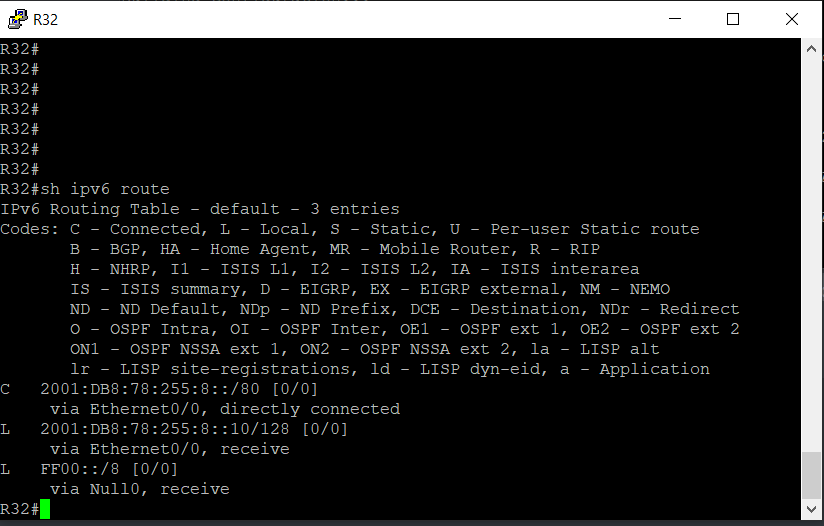 R32
R32#
R32#
R32#
R32#
R32#
R32#
R32#
R32#sh ipv6 route
IPv6 Routing Table - default - 3 entries
Codes: C - Connected, L - Local, S - Static, U - Per-user Static route
       B - BGP, HA - Home Agent, MR - Mobile Router, R - RIP
       H - NHRP, I1 - ISIS L1, I2 - ISIS L2, IA - ISIS interarea
       IS - ISIS summary, D - EIGRP, EX - EIGRP external, NM - NEMO
       ND - ND Default, NDp - ND Prefix, DCE - Destination, NDr - Redirect
       O - OSPF Intra, OI - OSPF Inter, OE1 - OSPF ext 1, OE2 - OSPF ext 2
       ON1 - OSPF NSSA ext 1, ON2 - OSPF NSSA ext 2, la - LISP alt
       lr - LISP site-registrations, ld - LISP dyn-eid, a - Application
C   2001:DB8:78:255:8::/80 [0/0]
     via Ethernet0/0, directly connected
L   2001:DB8:78:255:8::10/128 [0/0]
     via Ethernet0/0, receive
L   FF00::/8 [0/0]
     via Null0, receive
R32#